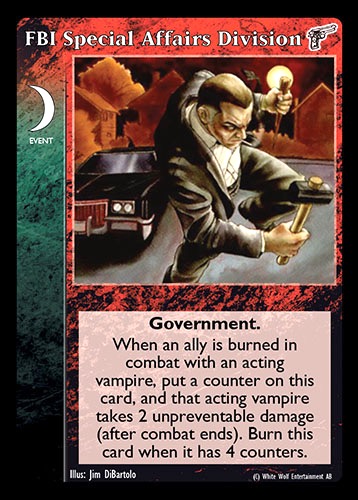 FBI Special Affairs Division
EVENT
Government.
When an ally is burned in
combat with an acting
vampire, put a counter on this
card, and that acting vampire
takes 2 unpreventable damage
(after combat ends). Burn this
card when it has 4 counters.
Illus: Jim DiBartolo
(C) White Wolf Entertainment AB